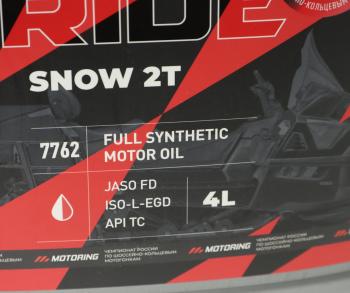 RIDE
О-КОЛЬЦЕВЫМ
SNOW 2T
7762
FULL SYNTHETIC
MOTOR OIL
JASO FD
ISO-L-EGD
API TC
4L
MOTORING
ЧЕМПИОНАТ РОССИИ
ПО ШОССЕЙНО-КОЛЬЦЕВЫМ
МОТОГОНКАМ
MOTORING
ЧЕМПИОНАТ РОССИИ
ПО ШОССЕЙНО-КОЛЬЦЕВЫМ
МОТОГОНКАМ